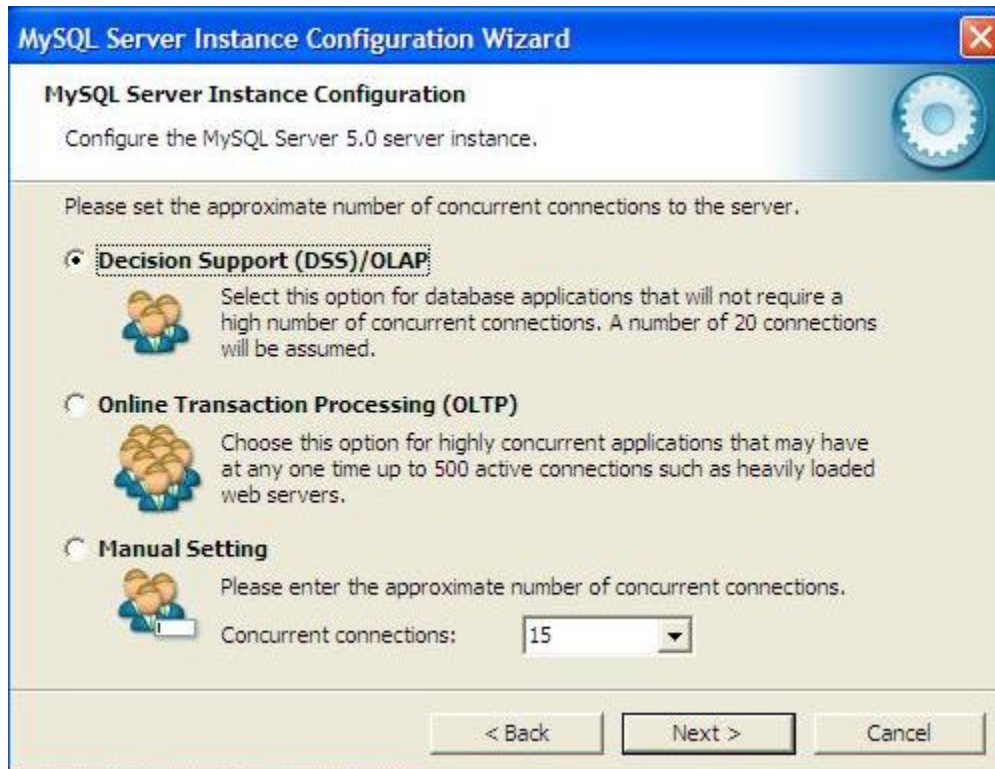 MySQL Server Instance Configuration Wizard
MySQL Server Instance Configuration
Configure the MySQL Server 5.0 server instance.
Please set the approximate number of concurrent connections to the server.
Decision Support (DSS)/OLAP
Select this option for database applications that will not require a
high number of concurrent connections. A number of 20 connections
will be assumed.
Online Transaction Processing (OLTP)
Choose this option for highly concurrent applications that may have
at any one time up to 500 active connections such as heavily loaded
web servers.
Manual Setting
Please enter the approximate number of concurrent connections.
Concurrent connections: 15
< Back Next > Cancel